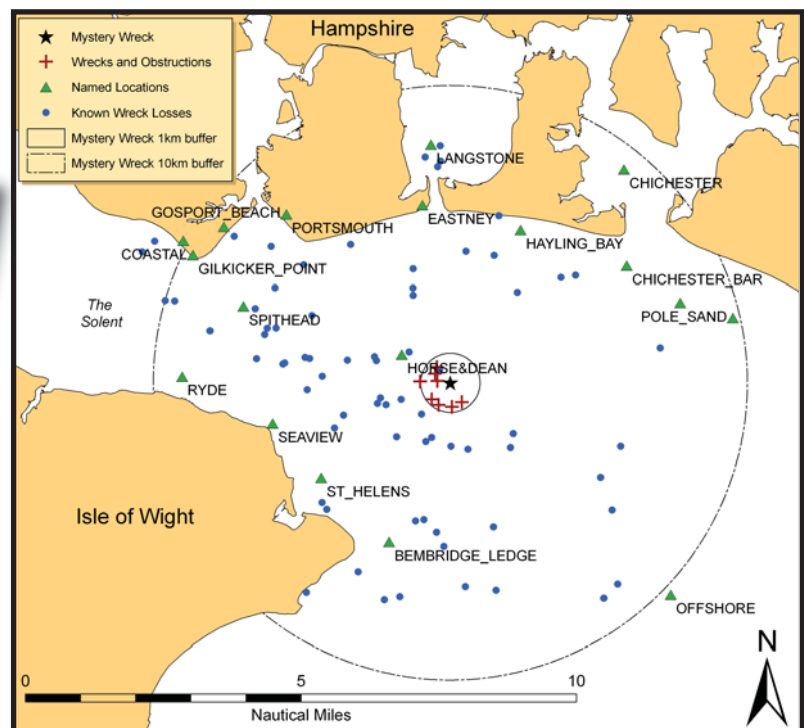 Mystery Wreck
Wrecks and Obstructions
Named Locations
Known Wreck Losses
Mystery Wreck 1km buffer
Mystery Wreck 10km buffer
Hampshire
LANGSTONE
CHICHESTER
GOSPORT_BEACH
PORTSMOUTH
EASTNEY
HAYLING_BAY
COASTAL
GILKICKER_POINT
CHICHESTER_BAR
The
Solent
SPITHEAD
POLE_SAND
HORSE&DEAN
RYDE
SEAVIEW
ST_HELENS
Isle of Wight
BEMBRIDGE_LEDGE
OFFSHORE
N
0 5 10
Nautical Miles